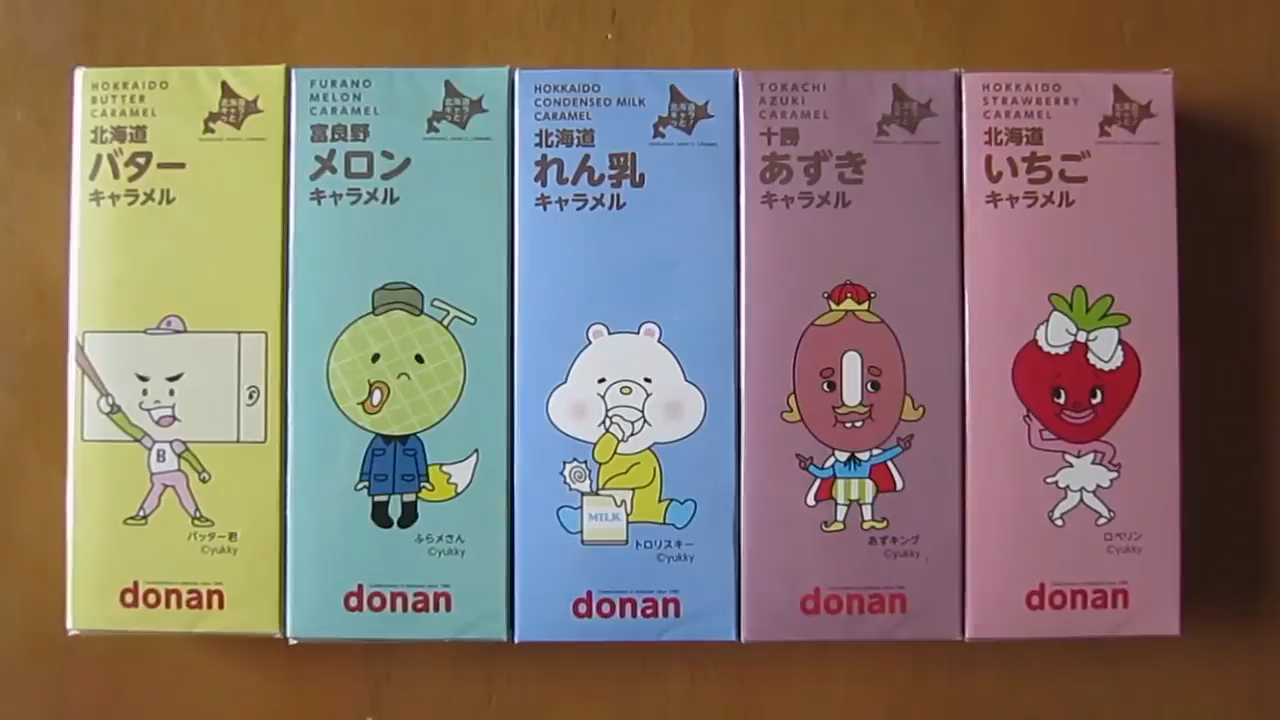 HOKKAIDO
BUTTER
CARAMEL
北海道
バター
キャラメル
B
バッター君
©yukky
donan
FURANO
MELON
CARAMEL
富良野
メロン
キャラメル
ふらメさん
©yukky
donan
HOKKAIDO
CONDENSED MILK
CARAMEL
北海道
れん乳
キャラメル
MILK
トロリスキー
©yukky
donan
TOKACHI
AZUKI
CARAMEL
十勝
あずき
キャラメル
あずキング
©yukky
donan
HOKKAIDO
STRAWBERRY
CARAMEL
北海道
いちご
キャラメル
ロベリン
©yukky
donan